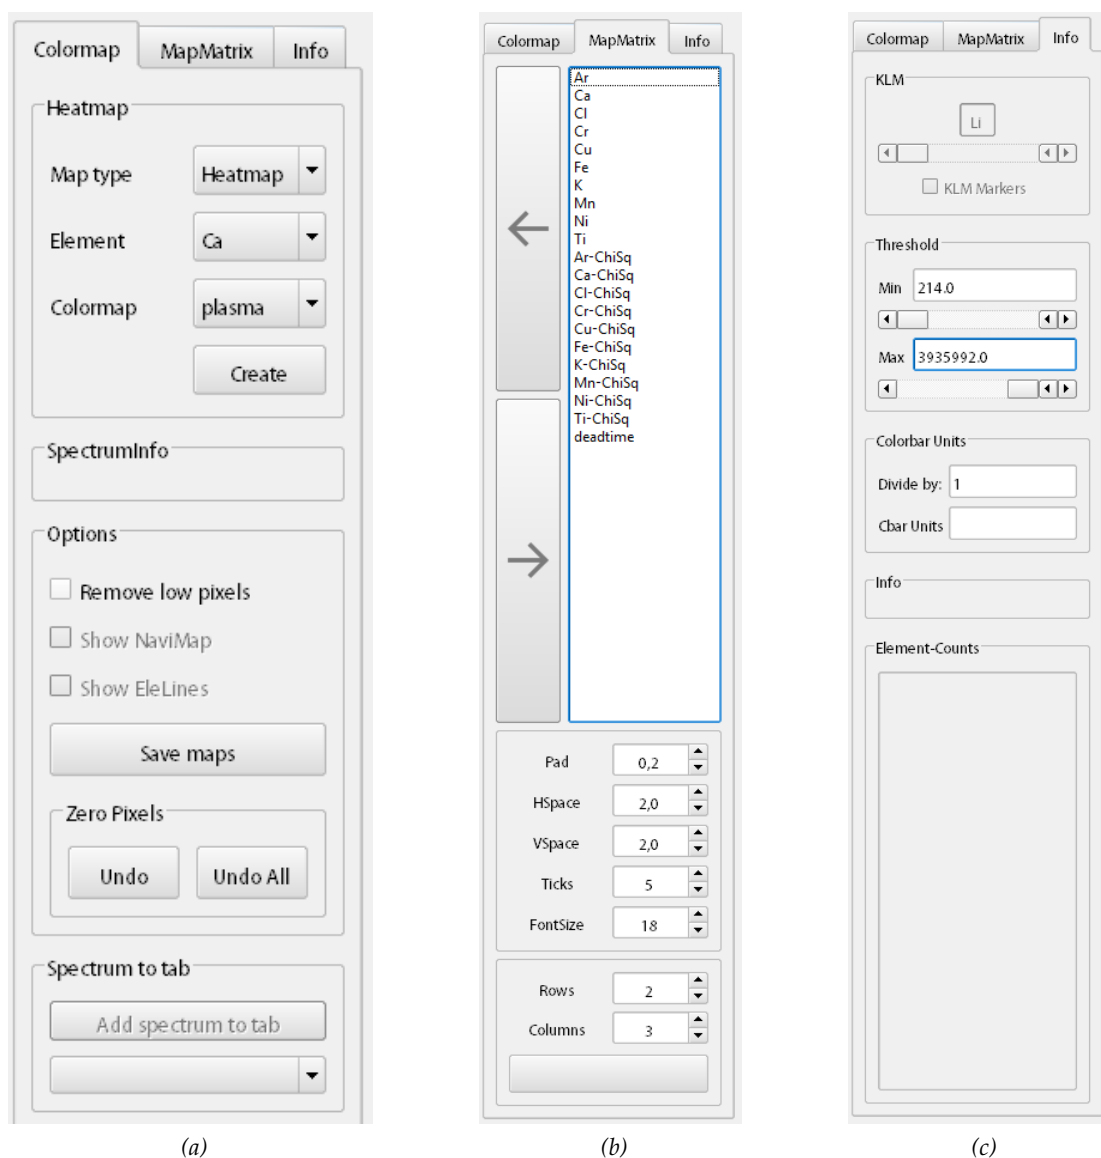 Colormap MapMatrix Info
Heatmap
Map type Heatmap
Element Ca
Colormap plasma
Create
SpectrumInfo
Options
Remove low pixels
Show NaviMap
Show EleLines
Save maps
Zero Pixels
Undo Undo All
Spectrum to tab
Add spectrum to tab
(a)
Colormap MapMatrix Info
Ar
Ca
Cl
Cr
Cu
Fe
K
Mn
Ni
Ti
Ar-ChiSq
Ca-ChiSq
Cl-ChiSq
Cr-ChiSq
Cu-ChiSq
Fe-ChiSq
K-ChiSq
Mn-ChiSq
Ni-ChiSq
Ti-ChiSq
deadtime
Pad 0,2
HSpace 2,0
VSpace 2,0
Ticks 5
FontSize 18
Rows 2
Columns 3
(b)
Colormap MapMatrix Info
KLM
Li
KLM Markers
Threshold
Min 214.0
Max 3935992.0
Colorbar Units
Divide by: 1
Cbar Units
Info
Element-Counts
(c)